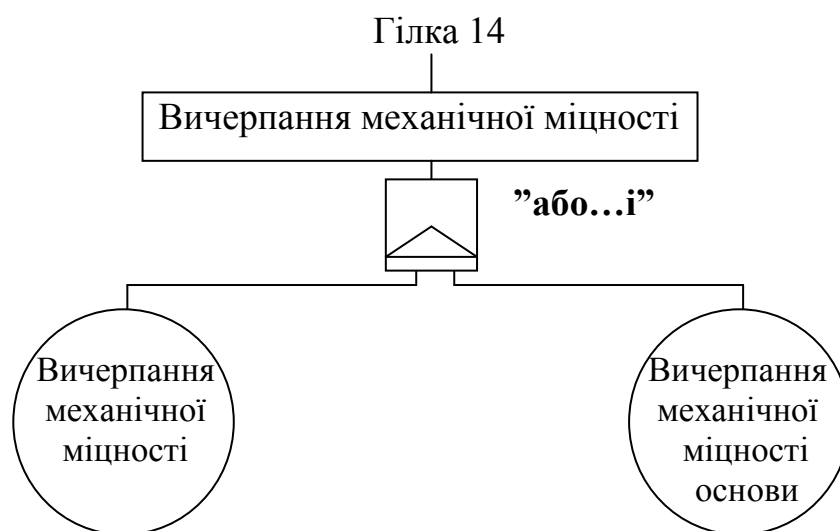 Гілка 14
Вичерпання механічної міцності
”або…і”
Вичерпання
механічної
міцності
Вичерпання
механічної
міцності
основи